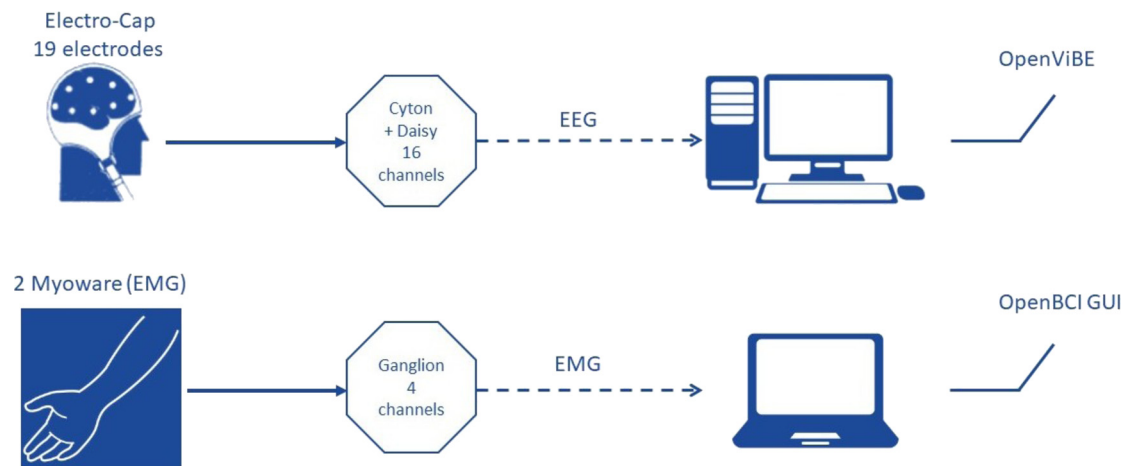 Electro-Cap
19 electrodes
Cyton
+ Daisy
16
channels
EEG
OpenViBE
2 Myoware (EMG)
Ganglion
4
channels
EMG
OpenBCI GUI